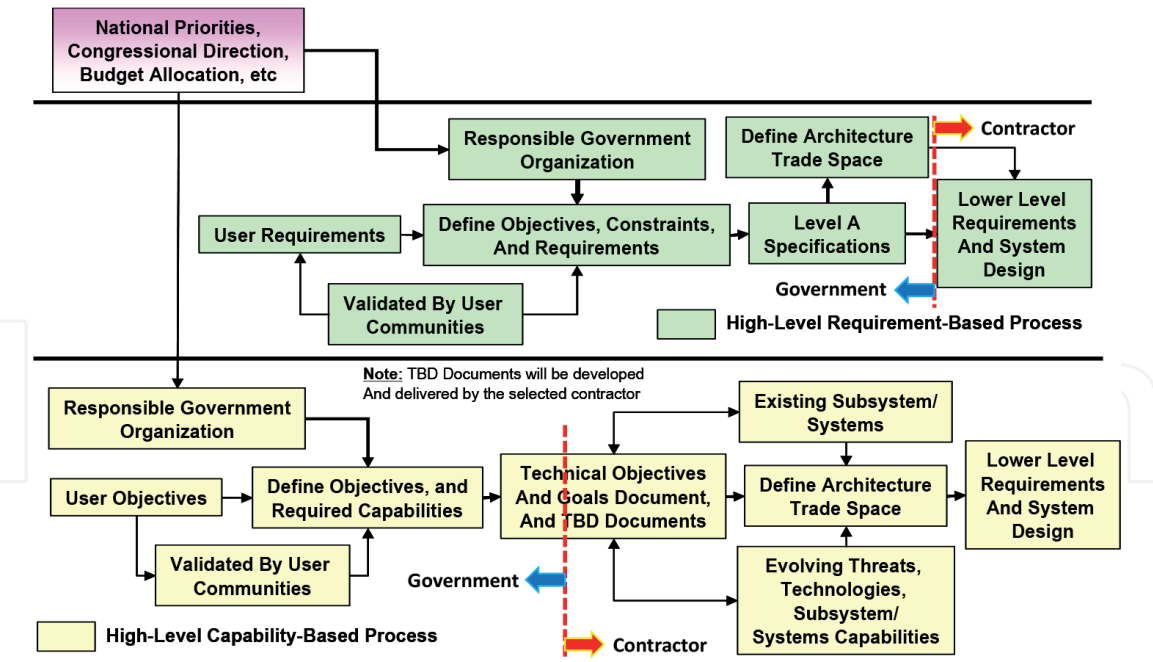 National Priorities,
Congressional Direction,
Budget Allocation, etc
Responsible Government
Organization
Define Architecture
Trade Space
Contractor
User Requirements
Define Objectives, Constraints,
And Requirements
Level A
Specifications
Lower Level
Requirements
And System
Design
Validated By User
Communities
Government
High-Level Requirement-Based Process
Note: TBD Documents will be developed
And delivered by the selected contractor
Responsible Government
Organization
Existing Subsystem/
Systems
User Objectives
Define Objectives, and
Required Capabilities
Technical Objectives
And Goals Document,
And TBD Documents
Define Architecture
Trade Space
Lower Level
Requirements
And System
Design
Validated By User
Communities
Government
Evolving Threats,
Technologies,
Subsystem/
Systems Capabilities
High-Level Capability-Based Process
Contractor